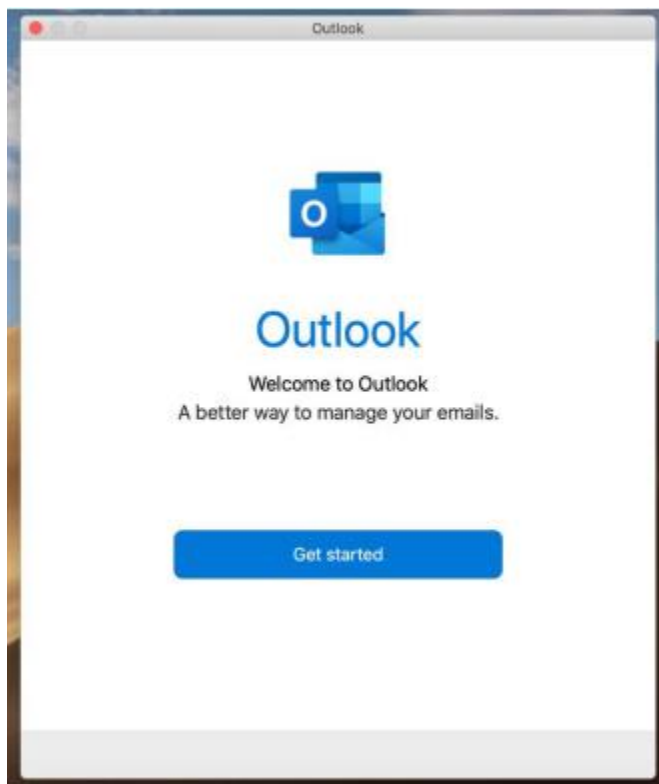 Outlook
O
Outlook
Welcome to Outlook
A better way to manage your emails.
Get started